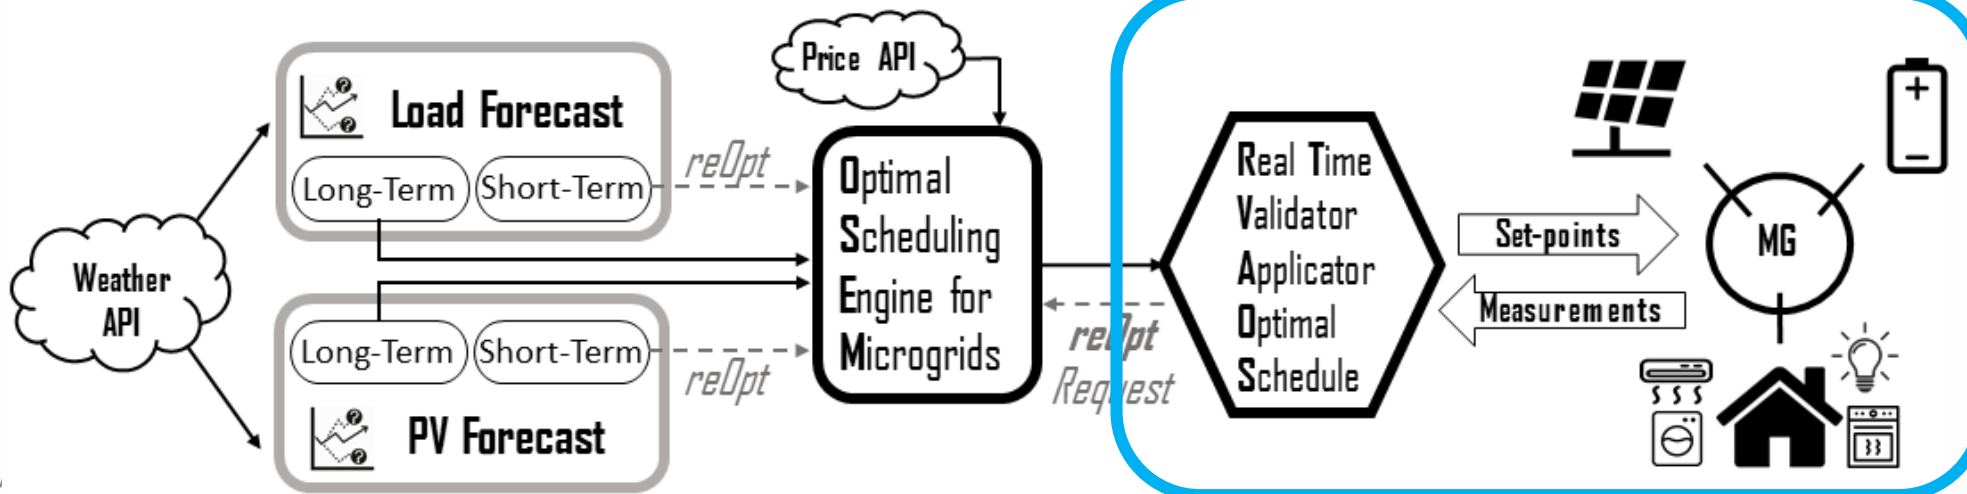 Weather
API
Load Forecast
Long-Term
Short-Term
reOpt
Long-Term
Short-Term
reOpt
PV Forecast
Price API
Optimal
Scheduling
Engine for
Microgrids
reOpt
Request
Real Time
Validator
Applicator
Optimal
Schedule
Set-points
Measurements
MG
+
−